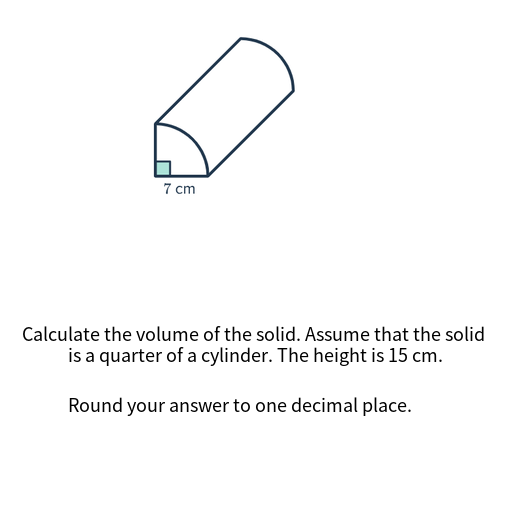 7 cm
Calculate the volume of the solid. Assume that the solid
is a quarter of a cylinder. The height is 15 cm.
Round your answer to one decimal place.